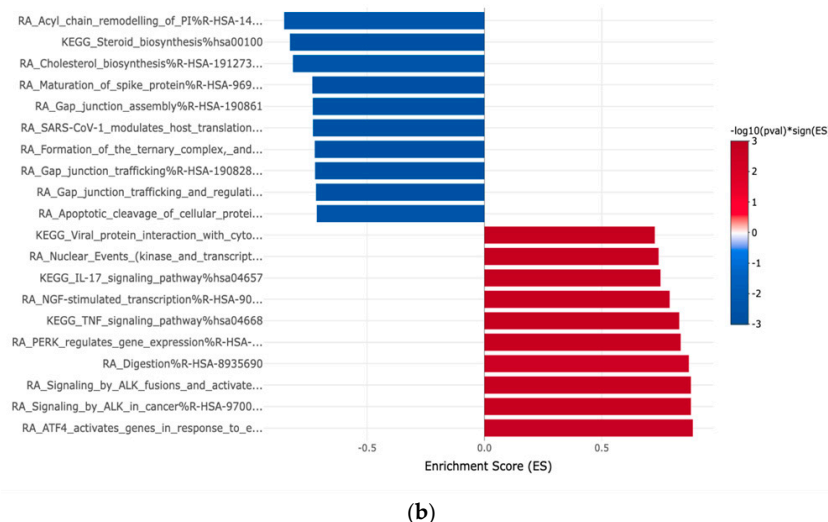 RA_Acyl_chain_remodelling_of_PI%R-HSA-14...
KEGG_Steroid_biosynthesis%hsa00100
RA_Cholesterol_biosynthesis%R-HSA-191273...
RA_Maturation_of_spike_protein%R-HSA-969...
RA_Gap_junction_assembly%R-HSA-190861
RA_SARS-CoV-1_modulates_host_translation...
RA_Formation_of_the_ternary_complex,_and...
RA_Gap_junction_trafficking%R-HSA-190828...
RA_Gap_junction_trafficking_and_regulati...
RA_Apoptotic_cleavage_of_cellular_protei...
KEGG_Viral_protein_interaction_with_cyto...
RA_Nuclear_Events_(kinase_and_transcript...
KEGG_IL-17_signaling_pathway%hsa04657
RA_NGF-stimulated_transcription%R-HSA-90...
KEGG_TNF_signaling_pathway%hsa04668
RA_PERK_regulates_gene_expression%R-HSA-...
RA_Digestion%R-HSA-8935690
RA_Signaling_by_ALK_fusions_and_activate...
RA_Signaling_by_ALK_in_cancer%R-HSA-9700...
RA_ATF4_activates_genes_in_response_to_e...
-0.5 0.0 0.5
Enrichment Score (ES)
-log10(pval)*sign(ES
3
2
1
0
-1
-2
-3
(b)